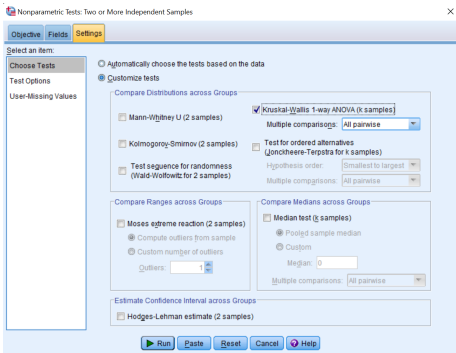 Nonparametric Tests: Two or More Independent Samples
Objective Fields Settings
Select an item:
Choose Tests
Test Options
User-Missing Values
Automatically choose the tests based on the data
Customize tests
Compare Distributions across Groups
Mann-Whitney U (2 samples)
Kolmogorov-Smirnov (2 samples)
Test sequence for randomness
(Wald-Wolfowitz for 2 samples)
Kruskal-Wallis 1-way ANOVA (k samples)
Multiple comparisons: All pairwise
Test for ordered alternatives
(Jonckheere-Terpstra for k samples)
Hypothesis order: Smallest to largest
Multiple comparisons: All pairwise
Compare Ranges across Groups
Moses extreme reaction (2 samples)
Compute outliers from sample
Custom number of outliers
Outliers: 1
Compare Medians across Groups
Median test (k samples)
Pooled sample median
Custom
Median: 0
Multiple comparisons: All pairwise
Estimate Confidence Interval across Groups
Hodges-Lehman estimate (2 samples)
Run Paste Reset Cancel Help